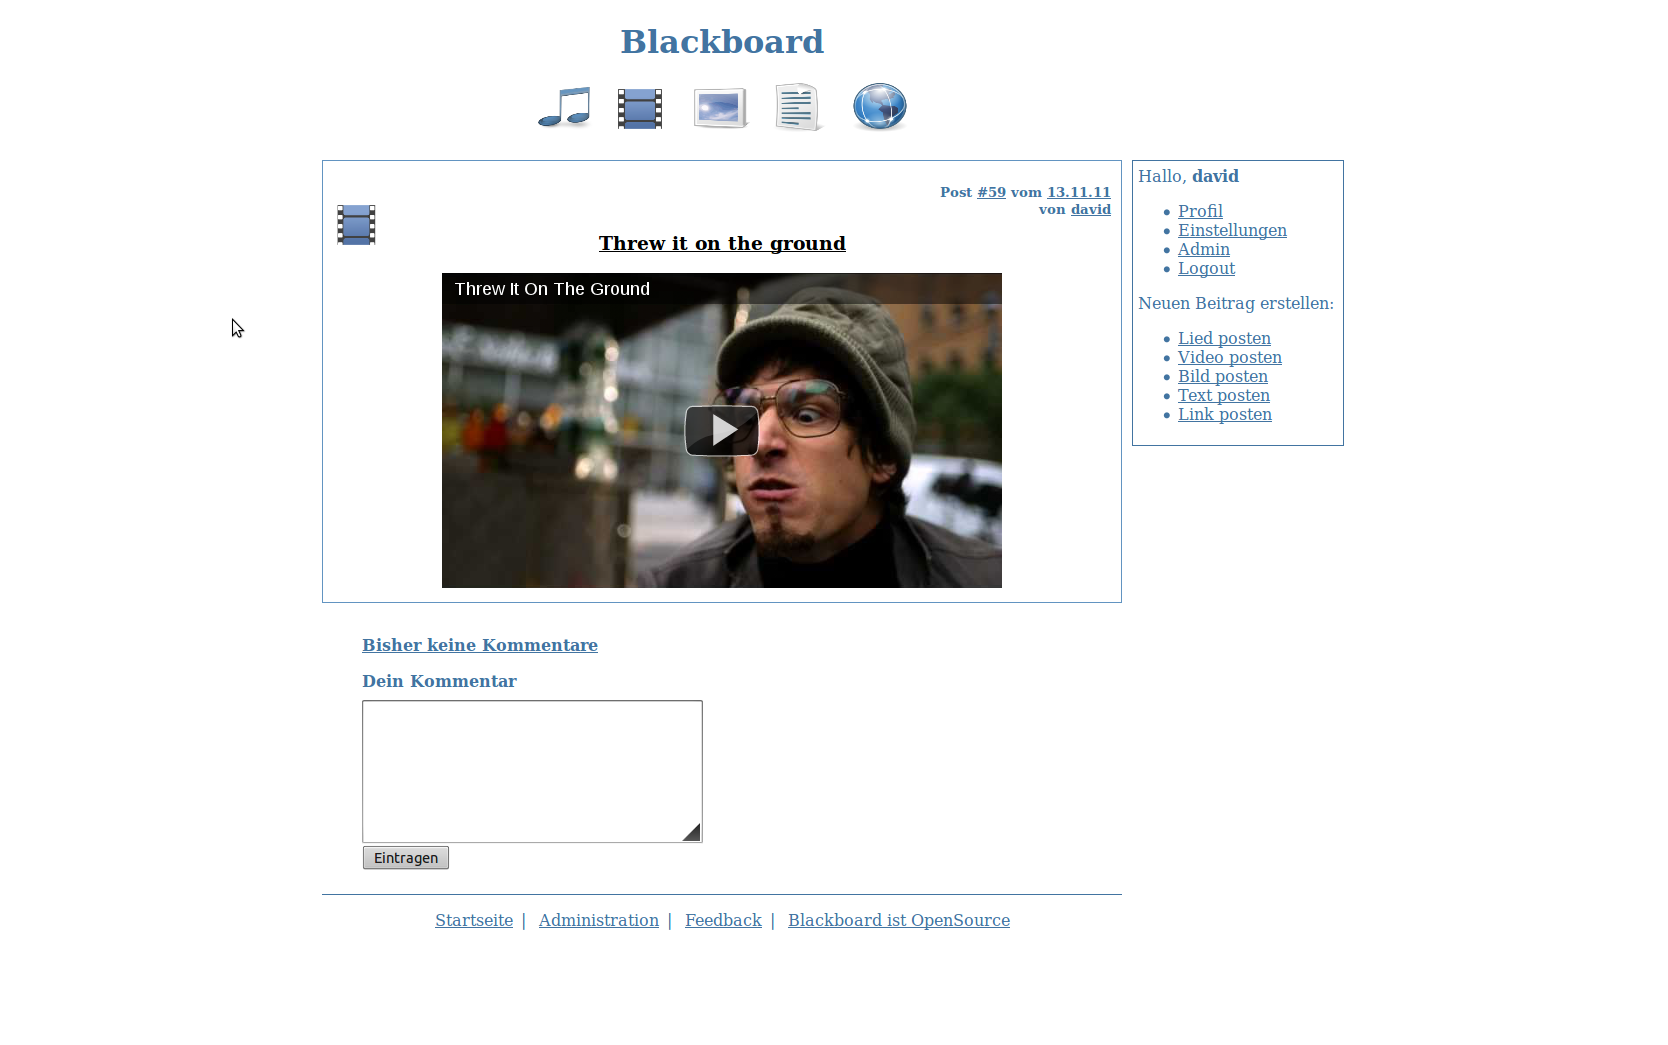 Blackboard
Post #59 vom 13.11.11
von david
Threw it on the ground
Threw It On The Ground
Hallo, david
Profil
Einstellungen
Admin
Logout
Neuen Beitrag erstellen:
Lied posten
Video posten
Bild posten
Text posten
Link posten
Bisher keine Kommentare
Dein Kommentar
Eintragen
Startseite | Administration | Feedback | Blackboard ist OpenSource